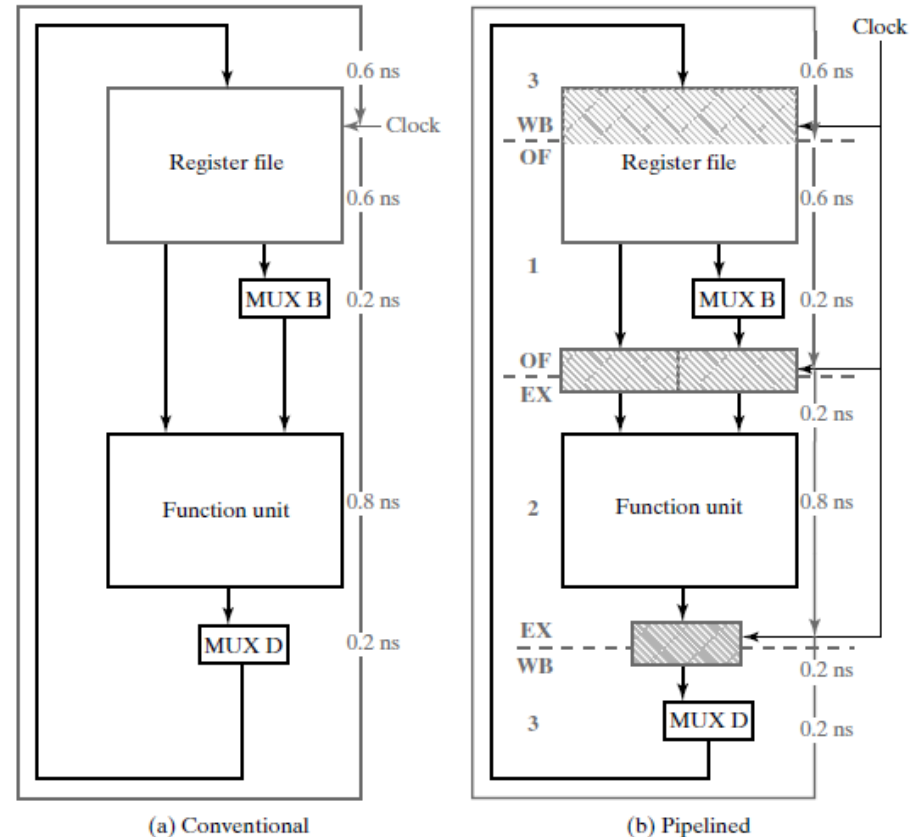 0.6 ns
Clock
Register file
0.6 ns
MUX B
0.2 ns
Function unit
0.8 ns
MUX D
0.2 ns
(a) Conventional
Clock
0.6 ns
3
WB
OF
Register file
0.6 ns
1
MUX B
0.2 ns
OF
EX
0.2 ns
2
Function unit
0.8 ns
EX
WB
0.2 ns
3
MUX D
0.2 ns
(b) Pipelined